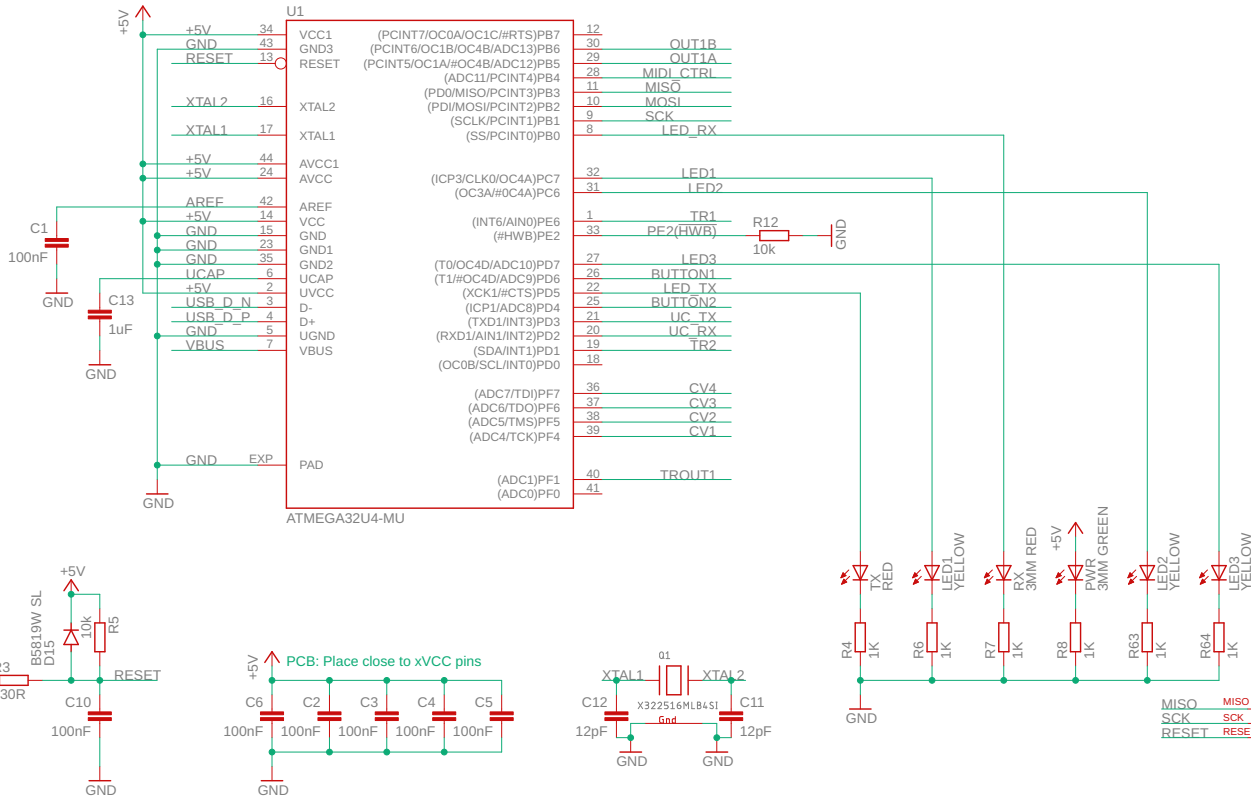 +5V
U1
+5V 34 VCC1 (PCINT7/OC0A/OC1C/#RTS)PB7 12
GND 43 GND3 (PCINT6/OC1B/OC4B/ADC13)PB6 30 OUT1B
RESET 13 RESET (PCINT5/OC1A/#OC4B/ADC12)PB5 29 OUT1A
(ADC11/PCINT4)PB4 28 MIDI_CTRL
(PD0/MISO/PCINT3)PB3 11 MISO
XTAL2 16 XTAL2 (PDI/MOSI/PCINT2)PB2 10 MOSI
(SCLK/PCINT1)PB1 9 SCK
XTAL1 17 XTAL1 (SS/PCINT0)PB0 8 LED_RX
+5V 44 AVCC1
+5V 24 AVCC (ICP3/CLK0/OC4A)PC7 32 LED1
(OC3A/#0C4A)PC6 31 LED2
AREF 42 AREF
+5V 14 VCC (INT6/AIN0)PE6 1 TR1
GND 15 GND (#HWB)PE2 33 PE2(HWB) R12 10k GND
C1 100nF GND
GND 23 GND1
GND 35 GND2 (T0/OC4D/ADC10)PD7 27 LED3
UCAP 6 UCAP (T1/#OC4D/ADC9)PD6 26 BUTTON1
+5V 2 UVCC (XCK1/#CTS)PD5 22 LED_TX
USB_D_N 3 D- (ICP1/ADC8)PD4 25 BUTTON2
USB_D_P 4 D+ (TXD1/INT3)PD3 21 UC_TX
GND 5 UGND (RXD1/AIN1/INT2)PD2 20 UC_RX
VBUS 7 VBUS (SDA/INT1)PD1 19 TR2
(OC0B/SCL/INT0)PD0 18
C13 1uF GND
(ADC7/TDI)PF7 36 CV4
(ADC6/TDO)PF6 37 CV3
(ADC5/TMS)PF5 38 CV2
(ADC4/TCK)PF4 39 CV1
GND EXP PAD
(ADC1)PF1 40 TROUT1
(ADC0)PF0 41
GND
ATMEGA32U4-MU
TX RED
LED1 YELLOW
RX 3MM RED
+5V
PWR 3MM GREEN
LED2 YELLOW
LED3 YELLOW
R4 1K
R6 1K
R7 1K
R8 1K
R63 1K
R64 1K
GND
+5V
B5819W SL
D15
10k
R5
30R
RESET
C10
100nF
GND
+5V
PCB: Place close to xVCC pins
C6 C2 C3 C4 C5
100nF 100nF 100nF 100nF 100nF
GND
Q1
XTAL1 XTAL2
X322516MLB4SI
C12 Gnd C11
12pF 12pF
GND GND
MISO MISO
SCK SCK
RESET RESE